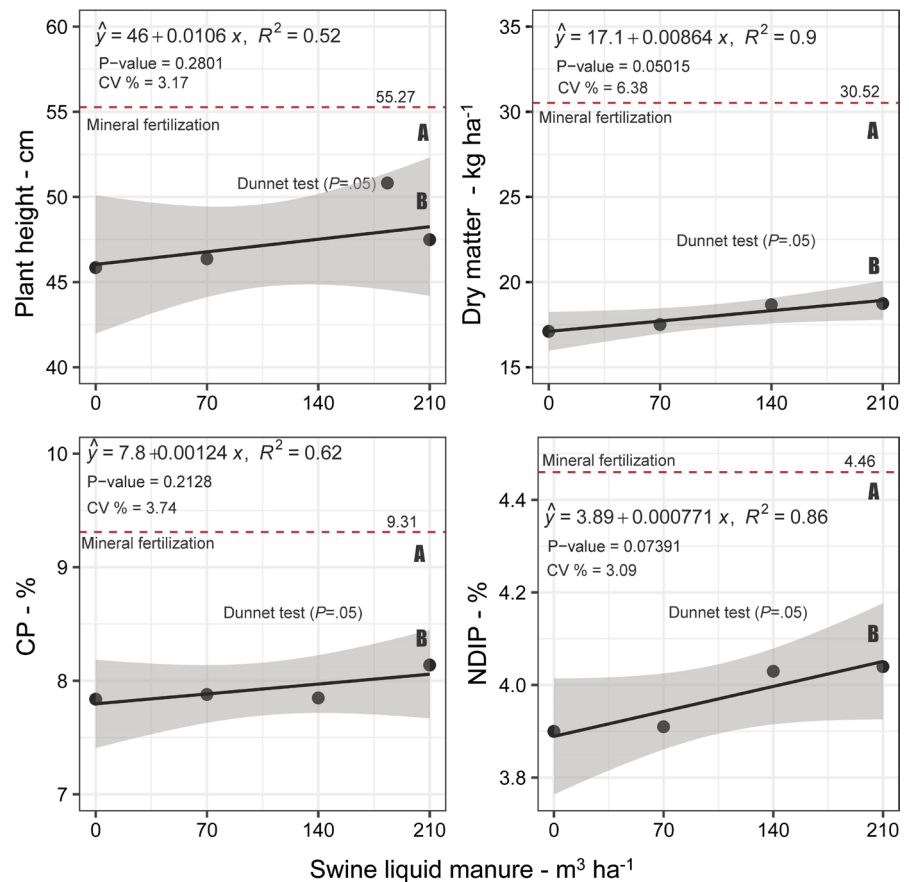 ŷ = 46 + 0.0106 x, R² = 0.52
P−value = 0.2801
CV % = 3.17
55.27
Mineral fertilization
A
Dunnet test (P=.05)
B
Plant height - cm
60
55
50
45
40
0 70 140 210
ŷ = 17.1 + 0.00864 x, R² = 0.9
P−value = 0.05015
CV % = 6.38
30.52
Mineral fertilization
A
Dunnet test (P=.05)
B
Dry matter - kg ha⁻¹
35
30
25
20
15
0 70 140 210
ŷ = 7.8 + 0.00124 x, R² = 0.62
P−value = 0.2128
CV % = 3.74
9.31
Mineral fertilization
A
Dunnet test (P=.05)
B
CP - %
10
9
8
7
0 70 140 210
Mineral fertilization
4.46
A
ŷ = 3.89 + 0.000771 x, R² = 0.86
P−value = 0.07391
CV % = 3.09
Dunnet test (P=.05)
B
NDIP - %
4.4
4.2
4.0
3.8
0 70 140 210
Swine liquid manure - m³ ha⁻¹